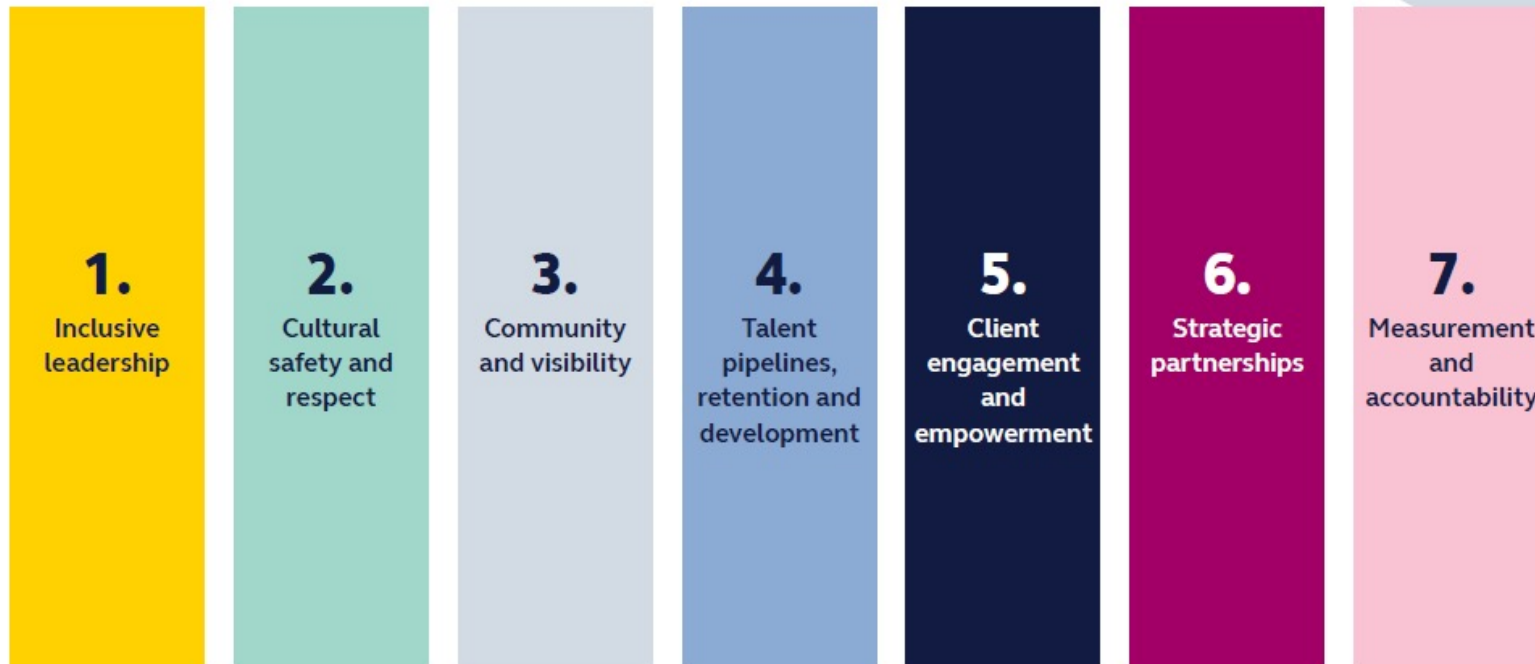 1.
Inclusive
leadership
2.
Cultural
safety and
respect
3.
Community
and visibility
4.
Talent
pipelines,
retention and
development
5.
Client
engagement
and
empowerment
6.
Strategic
partnerships
7.
Measurement
and
accountability